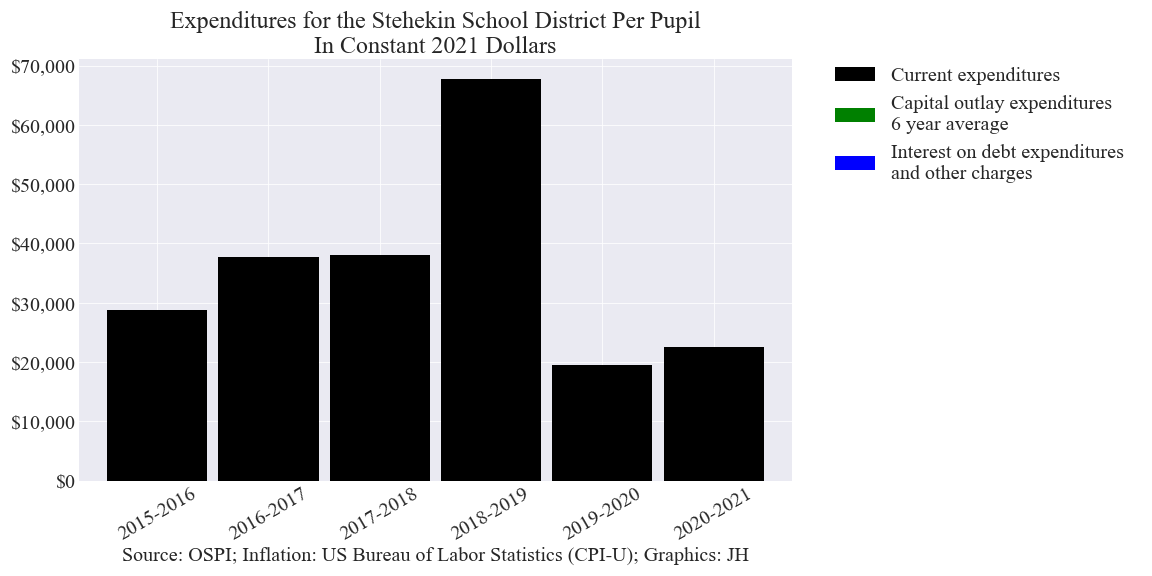 Expenditures for the Stehekin School District Per Pupil
In Constant 2021 Dollars
$70,000
$60,000
$50,000
$40,000
$30,000
$20,000
$10,000
$0
2015-2016
2016-2017
2017-2018
2018-2019
2019-2020
2020-2021
Source: OSPI; Inflation: US Bureau of Labor Statistics (CPI-U); Graphics: JH
Current expenditures
Capital outlay expenditures
6 year average
Interest on debt expenditures
and other charges